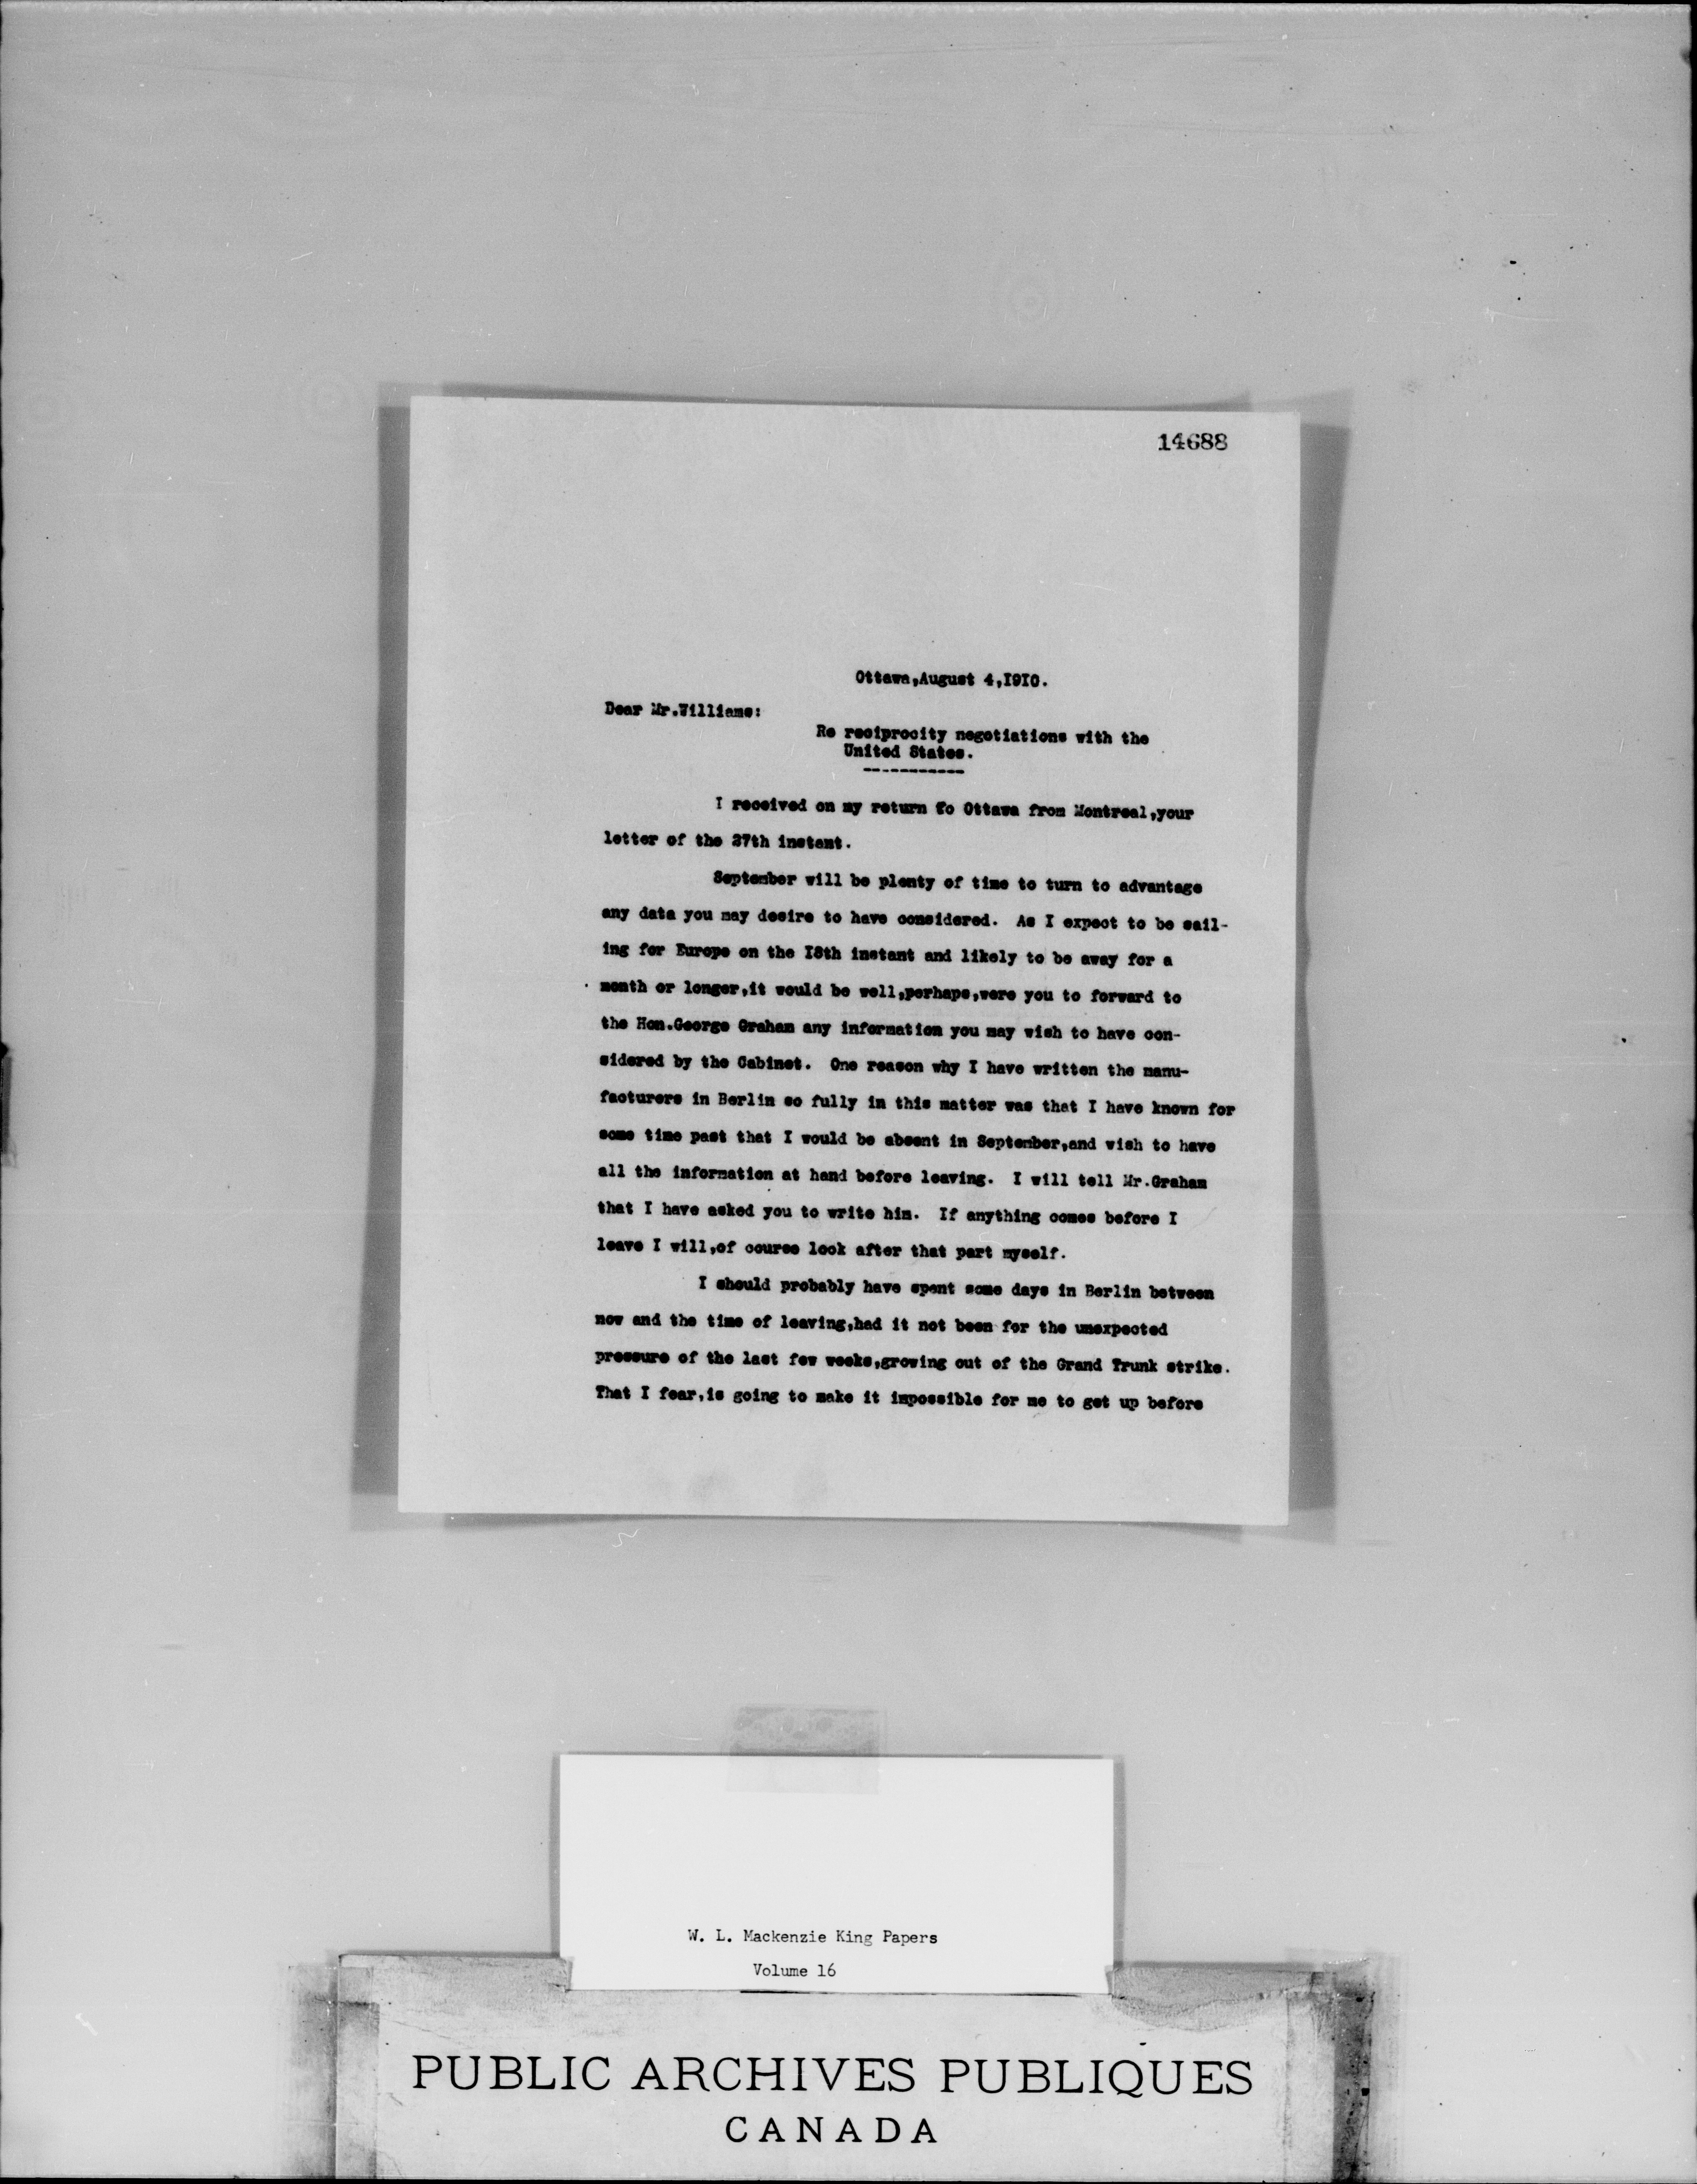 14688
Ottawa,August 4,I9I0.
Dear Mr.Williams:
Re reciprocity negotiations with the
United States.
-----------
I received on my return to Ottawa from Montreal,your
letter of the 27th instant.
September will be plenty of time to turn to advantage
any data you may desire to have considered. As I expect to be sail-
ing for Europe on the I8th instant and likely to be away for a
month or longer,it would be well,perhaps,were you to forward to
the Hon.George Graham any information you may wish to have con-
sidered by the Cabinet. One reason why I have written the manu-
facturers in Berlin so fully in this matter was that I have known for
some time past that I would be absent in September,and wish to have
all the information at hand before leaving. I will tell Mr.Graham
that I have asked you to write him. If anything comes before I
leave I will,of course look after that part myself.
I should probably have spent some days in Berlin between
now and the time of leaving,had it not been for the unexpected
pressure of the last few weeks,growing out of the Grand Trunk strike.
That I fear,is going to make it impossible for me to get up before
W. L. Mackenzie King Papers
Volume 16
PUBLIC ARCHIVES PUBLIQUES
CANADA